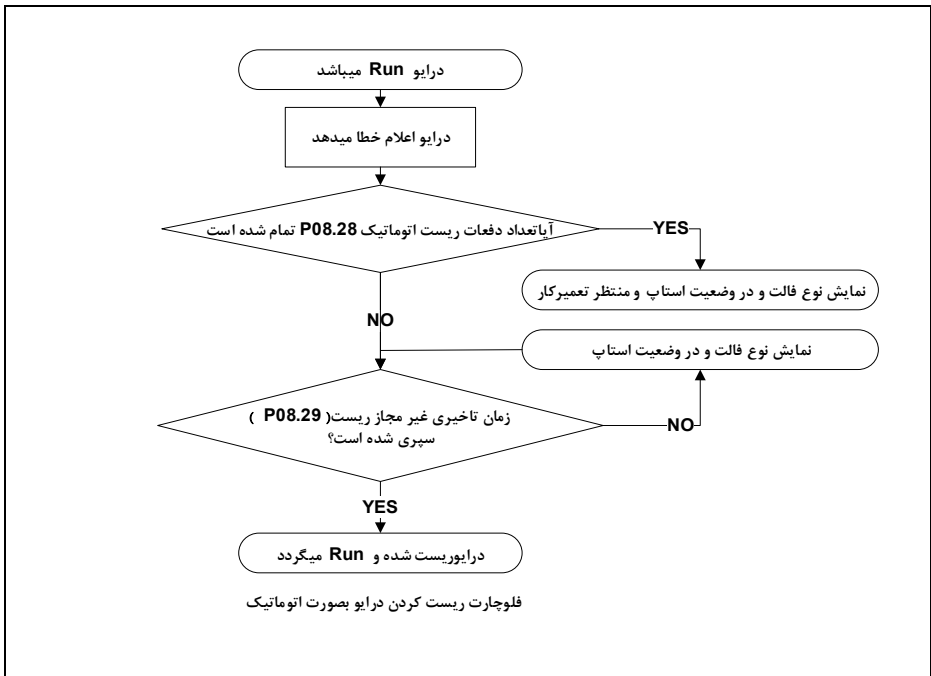 درایو Run میباشد
درایو اعلام خطا میدهد
آیاتعداد دفعات ریست اتوماتیک P08.28 تمام شده است
YES
نمایش نوع فالت و در وضعیت استاپ و منتظر تعمیرکار
NO
نمایش نوع فالت و در وضعیت استاپ
زمان تاخیری غیر مجاز ریست( P08.29 )
سپری شده است؟
NO
YES
درایوریست شده و Run میگردد
فلوچارت ریست کردن درایو بصورت اتوماتیک